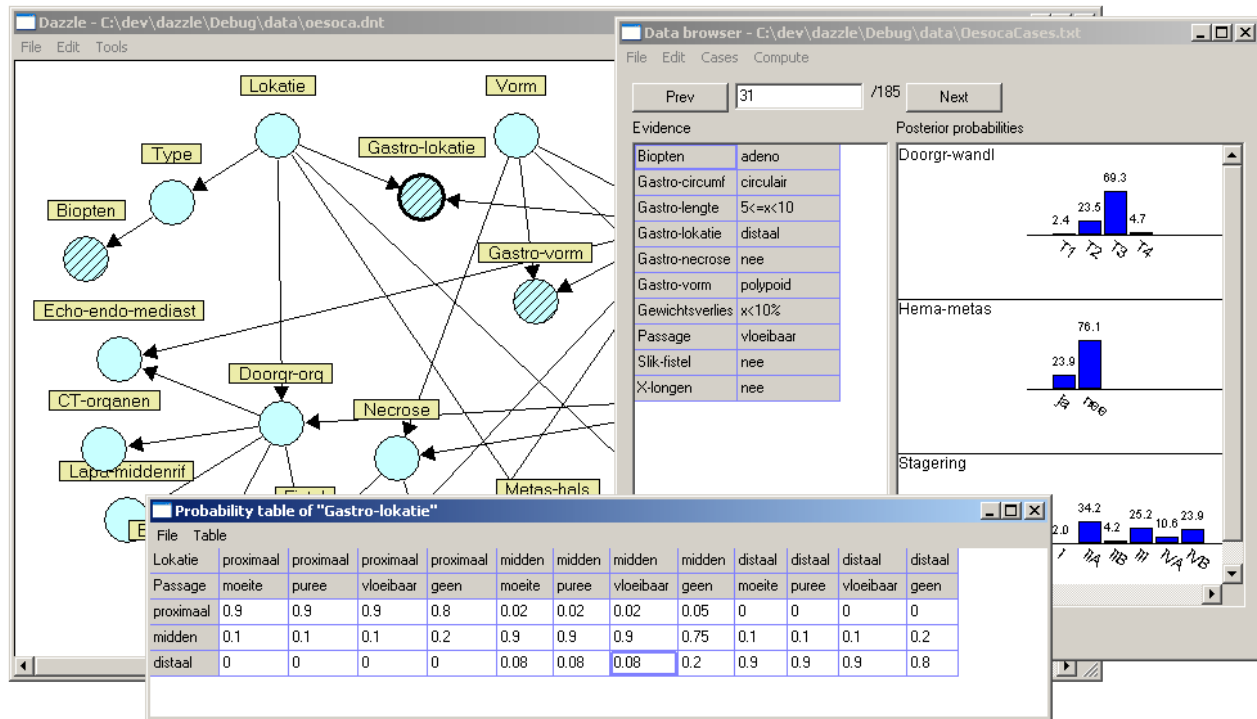 Dazzle - C:\dev\dazzle\Debug\data\oesoca.dnt
File Edit Tools
Lokatie
Vorm
Gastro-lokatie
Type
Biopten
Gastro-vorm
Echo-endo-mediast
Doorgr-org
CT-organen
Necrose
Lapa-middenrif
Metas-hals
Data browser - C:\dev\dazzle\Debug\data\OesocaCases.txt
File Edit Cases Compute
Prev 31 /185 Next
Evidence
Biopten adeno
Gastro-circumf circulair
Gastro-lengte 5<=x<10
Gastro-lokatie distaal
Gastro-necrose nee
Gastro-vorm polypoid
Gewichtsverlies x<10%
Passage vloeibaar
Slik-fistel nee
X-longen nee
Posterior probabilities
Doorgr-wandl
2.4 23.5 69.3 4.7
T1 T2 T3 T4
Hema-metas
23.9 76.1
ja nee
Stagering
2.0 34.2 4.2 25.2 10.6 23.9
I IIA IIB III IVA IVB
Probability table of "Gastro-lokatie"
File Table
Lokatie proximaal proximaal proximaal proximaal midden midden midden midden distaal distaal distaal distaal
Passage moeite puree vloeibaar geen moeite puree vloeibaar geen moeite puree vloeibaar geen
proximaal 0.9 0.9 0.9 0.8 0.02 0.02 0.02 0.05 0 0 0 0
midden 0.1 0.1 0.1 0.2 0.9 0.9 0.9 0.75 0.1 0.1 0.1 0.2
distaal 0 0 0 0 0.08 0.08 0.08 0.2 0.9 0.9 0.9 0.8